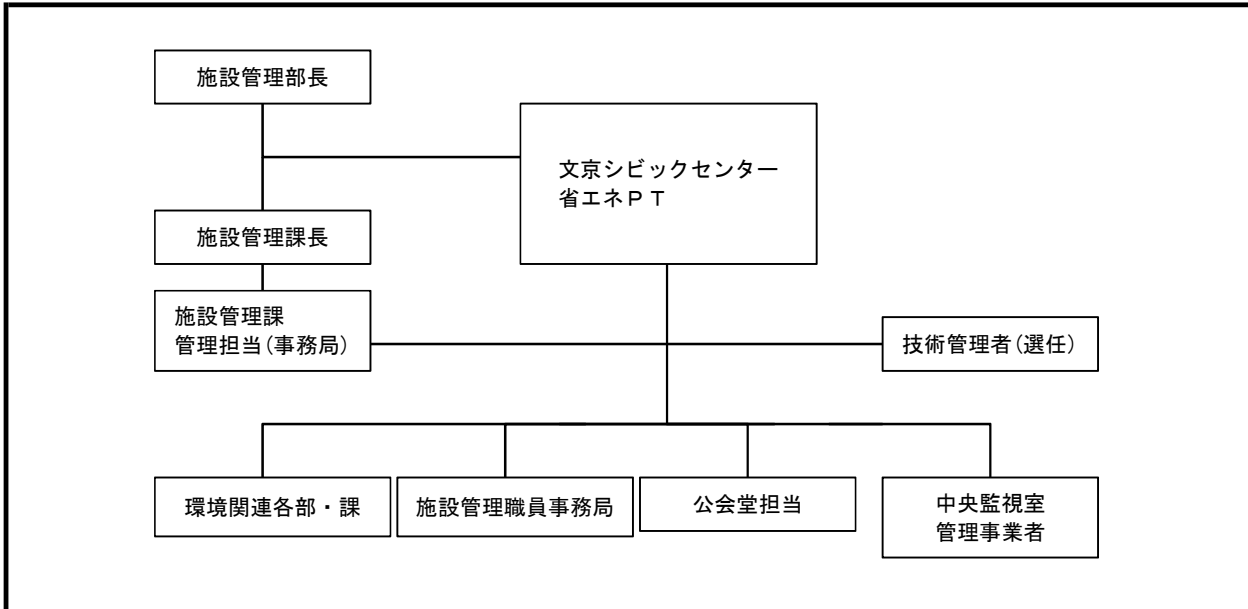 施設管理部長
文京シビックセンター
省エネＰＴ
施設管理課長
施設管理課
管理担当(事務局)
技術管理者(選任)
環境関連各部・課
施設管理職員事務局
公会堂担当
中央監視室
管理事業者